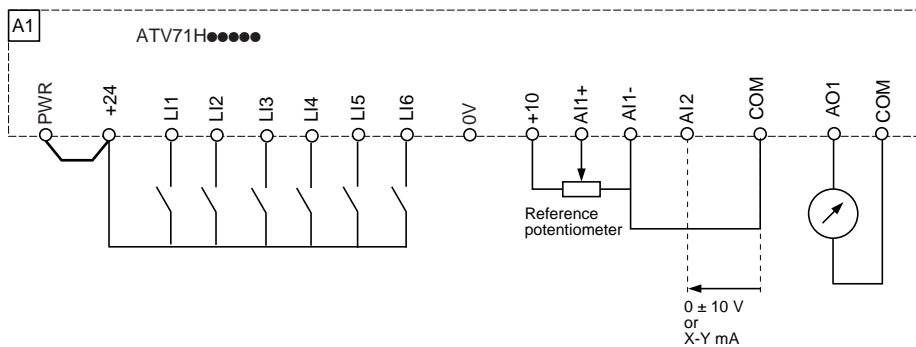 A1
ATV71H●●●●●
PWR
+24
LI1
LI2
LI3
LI4
LI5
LI6
0V
+10
AI1+
AI1-
AI2
COM
AO1
COM
Reference
potentiometer
0 ± 10 V
or
X-Y mA